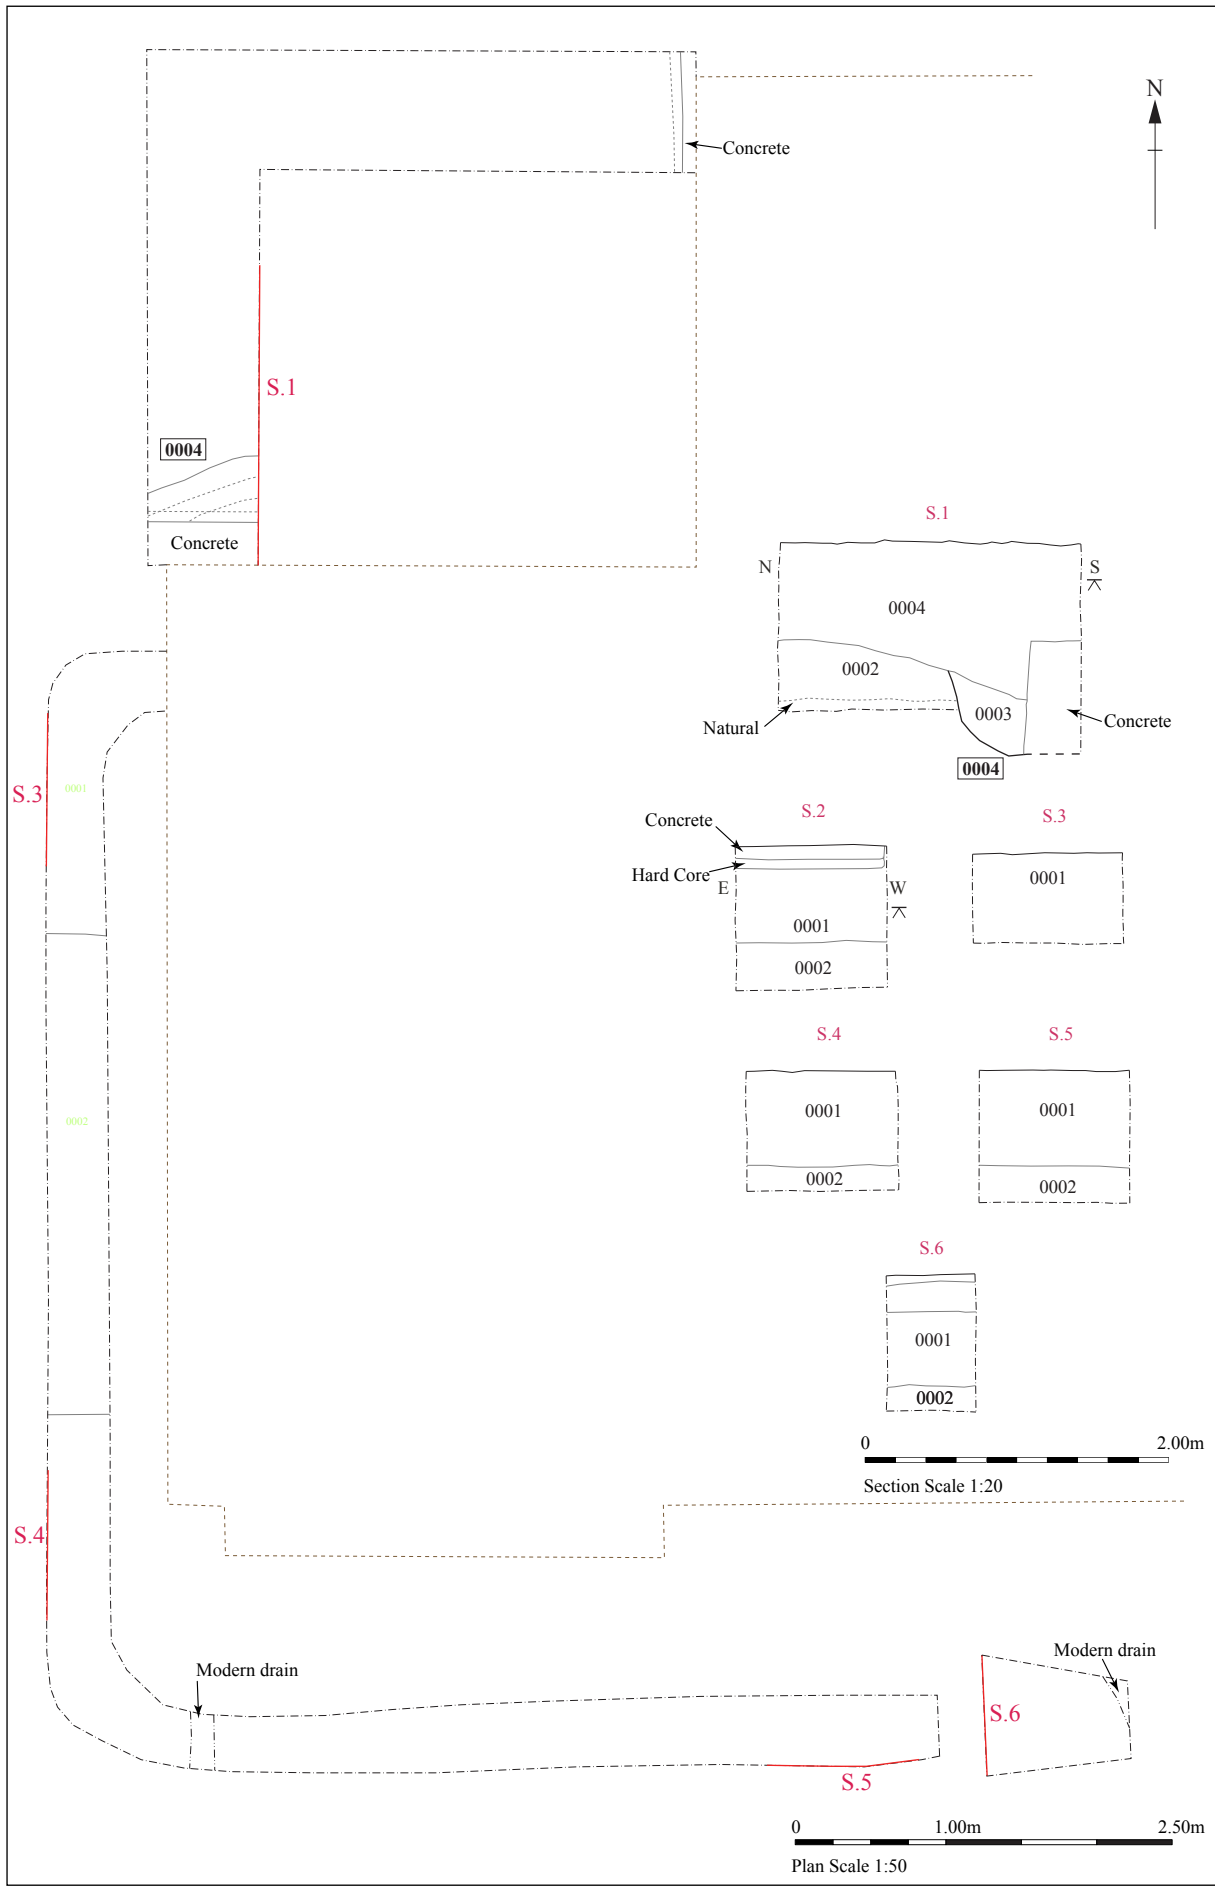 N
Concrete
S.1
0004
Concrete
S.1
N
S
0004
0002
0003
Natural
Concrete
0004
S.3
0001
S.2
S.3
Concrete
Hard Core
E
W
0001
0001
0002
S.4
S.5
0002
0001
0001
0002
0002
S.6
0001
0002
0
2.00m
Section Scale 1:20
S.4
Modern drain
Modern drain
S.6
S.5
0
1.00m
2.50m
Plan Scale 1:50